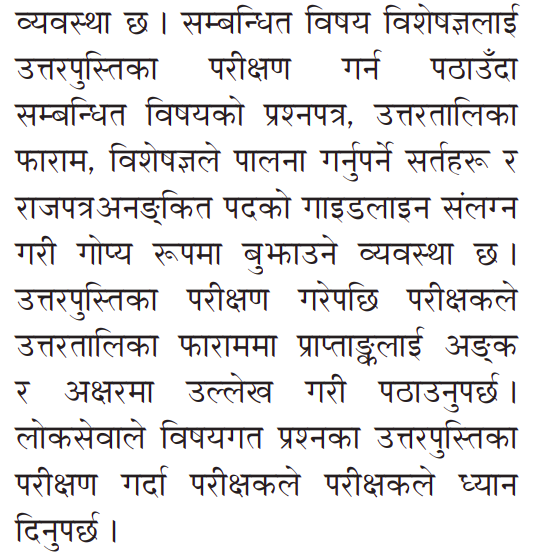 व्यवस्था छ । सम्बन्धित विषय विशेषज्ञलाई
उत्तरपुस्तिका परीक्षण गर्न पठाउँदा
सम्बन्धित विषयको प्रश्नपत्र, उत्तरतालिका
फाराम, विशेषज्ञले पालना गर्नुपर्ने सर्तहरू र
राजपत्रअनङ्कित पदको गाइडलाइन संलग्न
गरी गोप्य रूपमा बुझाउने व्यवस्था छ ।
उत्तरपुस्तिका परीक्षण गरेपछि परीक्षकले
उत्तरतालिका फाराममा प्राप्ताङ्कलाई अङ्क
र अक्षरमा उल्लेख गरी पठाउनुपर्छ ।
लोकसेवाले विषयगत प्रश्नका उत्तरपुस्तिका
परीक्षण गर्दा परीक्षकले परीक्षकले ध्यान
दिनुपर्छ ।